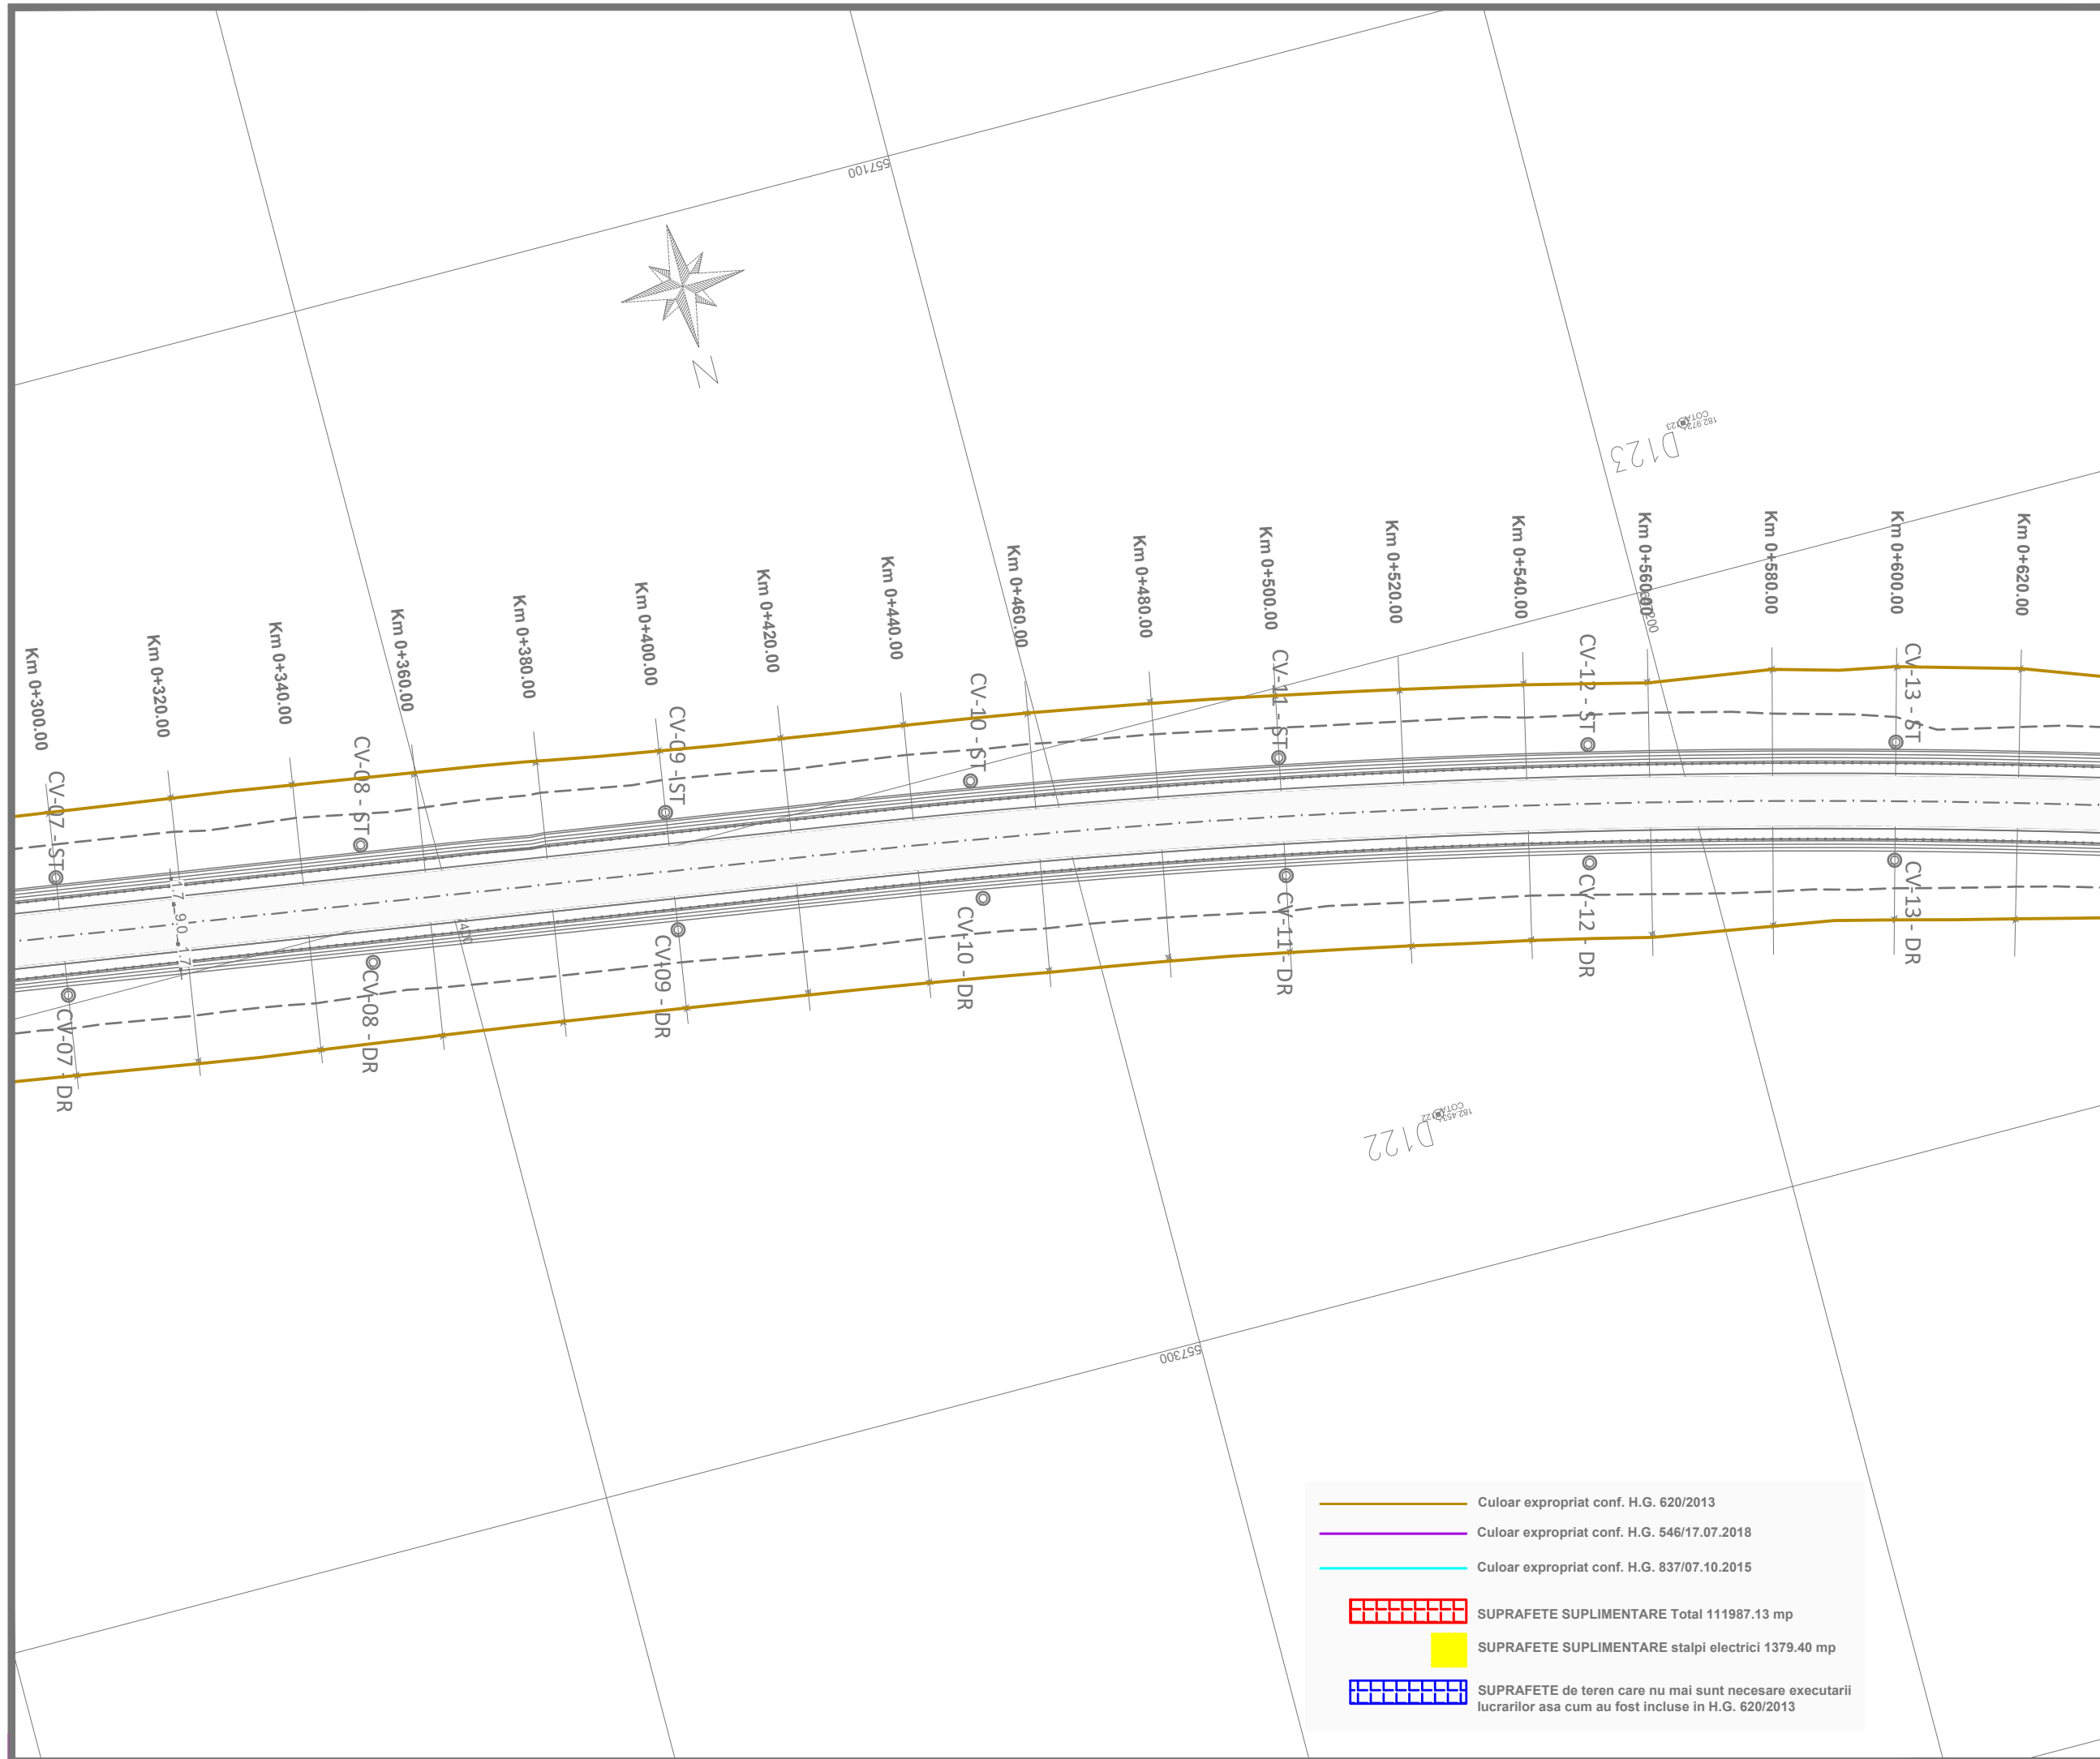 557100
N
D123
COTA
182.972
Km 0+300.00
Km 0+320.00
Km 0+340.00
Km 0+360.00
Km 0+380.00
Km 0+400.00
Km 0+420.00
Km 0+440.00
Km 0+460.00
Km 0+480.00
Km 0+500.00
Km 0+520.00
Km 0+540.00
Km 0+560.00
Km 0+580.00
Km 0+600.00
Km 0+620.00
CV-07 - ST
CV-08 - ST
CV-09 - ST
CV-10 - ST
CV-11 - ST
CV-12 - ST
CV-13 - ST
9.0
CV-07 - DR
CV-08 - DR
CV-09 - DR
CV-10 - DR
CV-11 - DR
CV-12 - DR
CV-13 - DR
D122
COTA
557300
Culoar expropriat conf. H.G. 620/2013
Culoar expropriat conf. H.G. 546/17.07.2018
Culoar expropriat conf. H.G. 837/07.10.2015
SUPRAFETE SUPLIMENTARE Total 111987.13 mp
SUPRAFETE SUPLIMENTARE stalpi electrici 1379.40 mp
SUPRAFETE de teren care nu mai sunt necesare executarii
lucrarilor asa cum au fost incluse in H.G. 620/2013